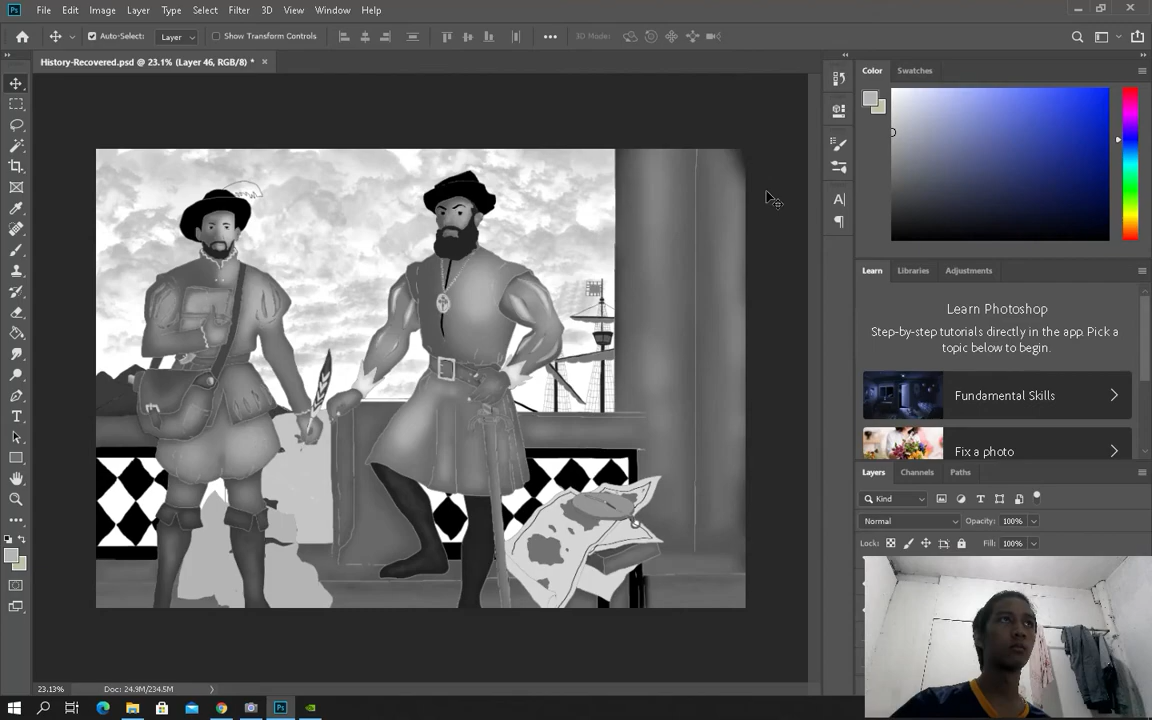 Ps File Edit Image Layer Type Select Filter 3D View Window Help
Auto-Select: Layer Show Transform Controls ••• 3D Mode:
History-Recovered.psd @ 23.1% (Layer 46, RGB/8) * ×
Color Swatches
Learn Libraries Adjustments
Learn Photoshop
Step-by-step tutorials directly in the app. Pick a
topic below to begin.
Fundamental Skills
Fix a photo
Layers Channels Paths
Kind
Normal Opacity: 100%
Lock: Fill: 100%
23.13% Doc: 24.9M/234.5M
Ps